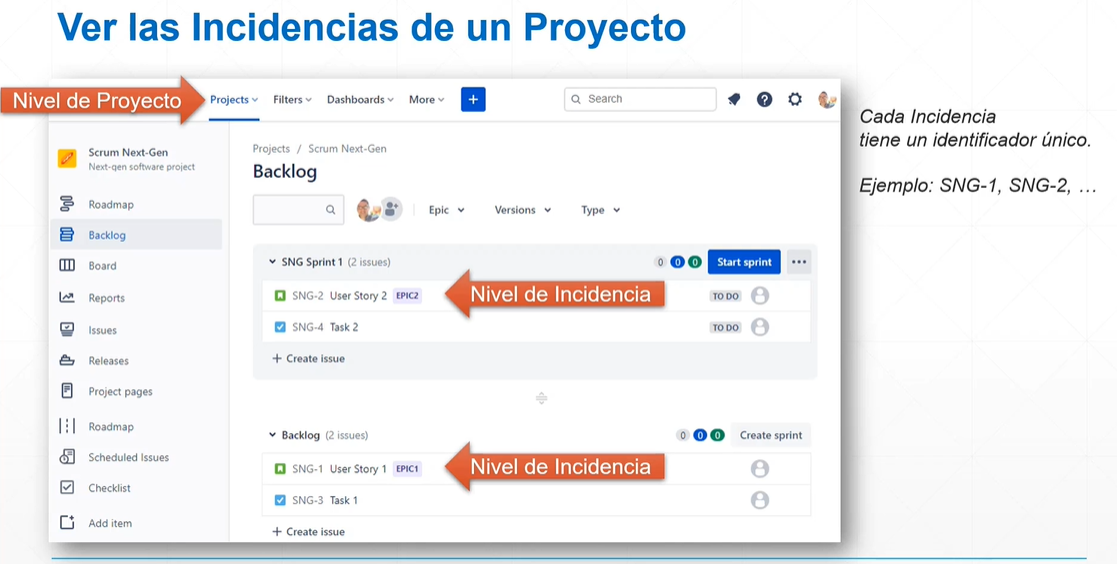 Ver las Incidencias de un Proyecto
Nivel de Proyecto
Projects Filters Dashboards More + Search
Cada Incidencia
tiene un identificador único.
Ejemplo: SNG-1, SNG-2, …
Scrum Next-Gen
Next-gen software project
Roadmap
Backlog
Board
Reports
Issues
Releases
Project pages
Roadmap
Scheduled Issues
Checklist
Add item
Projects / Scrum Next-Gen
Backlog
Epic Versions Type
SNG Sprint 1 (2 issues) 0 0 0 Start sprint •••
SNG-2 User Story 2 EPIC2 Nivel de Incidencia TO DO
SNG-4 Task 2 TO DO
+ Create issue
Backlog (2 issues) 0 0 0 Create sprint
SNG-1 User Story 1 EPIC1 Nivel de Incidencia
SNG-3 Task 1
+ Create issue